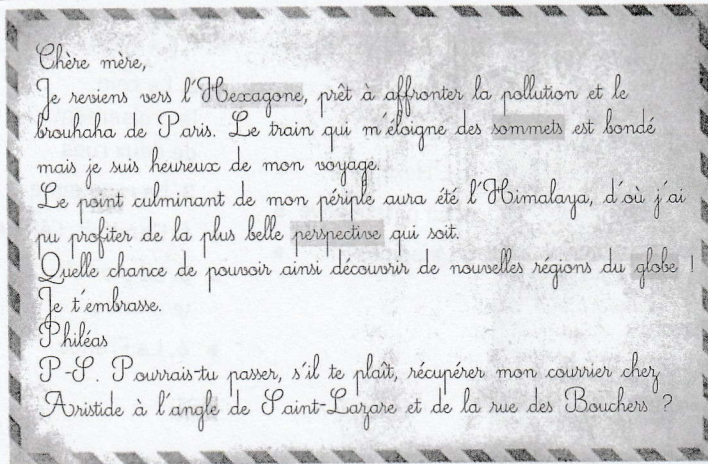 Chère mère,
Je reviens vers l'Hexagone, prêt à affronter la pollution et le
brouhaha de Paris. Le train qui m'éloigne des sommets est bondé
mais je suis heureux de mon voyage.
Le point culminant de mon périple aura été l'Himalaya, d'où j'ai
pu profiter de la plus belle perspective qui soit.
Quelle chance de pouvoir ainsi découvrir de nouvelles régions du globe !
Je t'embrasse.
Philéas
P-S. Pourrais-tu passer, s'il te plaît, récupérer mon courrier chez
Aristide à l'angle de Saint-Lazare et de la rue des Bouchers ?